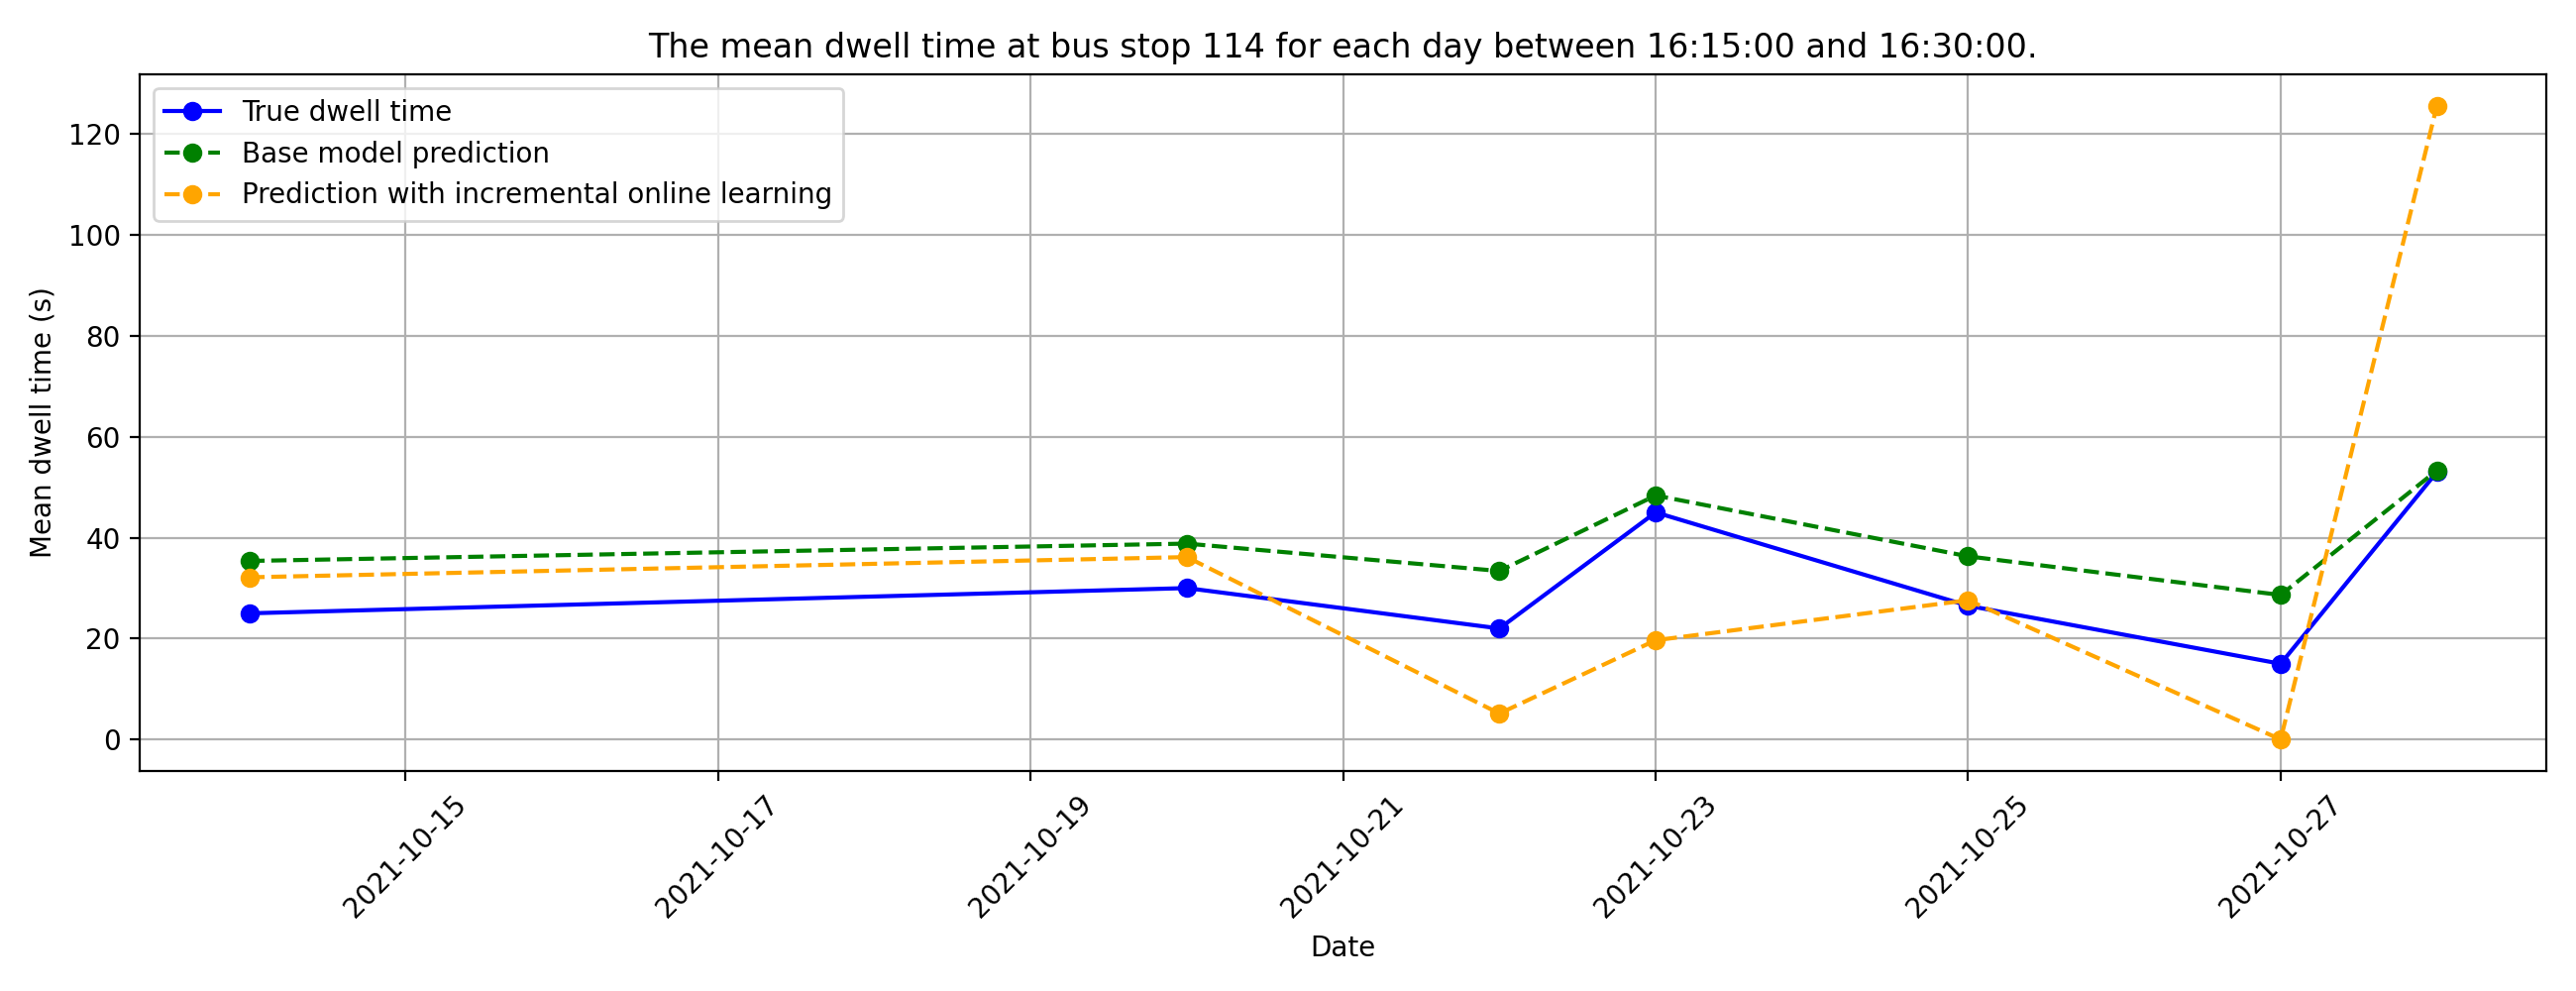 The mean dwell time at bus stop 114 for each day between 16:15:00 and 16:30:00.
True dwell time
Base model prediction
Prediction with incremental online learning
Mean dwell time (s)
120
100
80
60
40
20
0
2021-10-15
2021-10-17
2021-10-19
2021-10-21
2021-10-23
2021-10-25
2021-10-27
Date